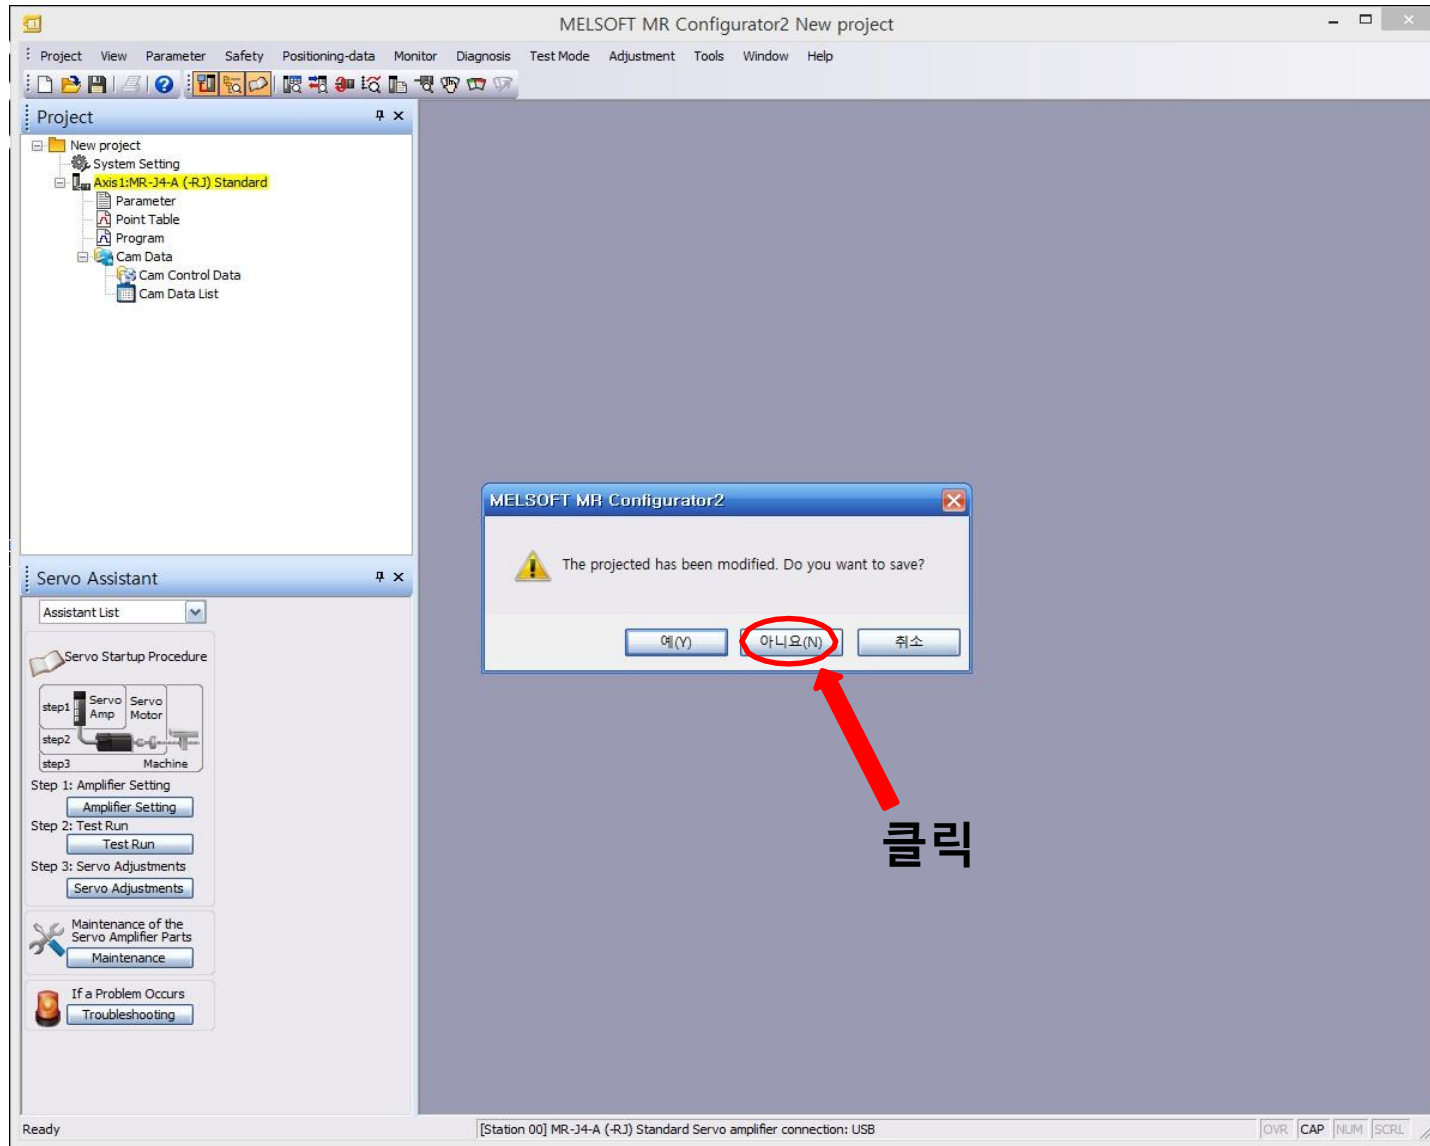 MELSOFT MR Configurator2 New project
Project View Parameter Safety Positioning-data Monitor Diagnosis Test Mode Adjustment Tools Window Help
Project
New project
System Setting
Axis1:MR-J4-A (-RJ) Standard
Parameter
Point Table
Program
Cam Data
Cam Control Data
Cam Data List
MELSOFT MR Configurator2
The projected has been modified. Do you want to save?
예(Y) 아니요(N) 취소
클릭
Servo Assistant
Assistant List
Servo Startup Procedure
step1 Servo Amp Servo Motor
step2
step3 Machine
Step 1: Amplifier Setting
Amplifier Setting
Step 2: Test Run
Test Run
Step 3: Servo Adjustments
Servo Adjustments
Maintenance of the
Servo Amplifier Parts
Maintenance
If a Problem Occurs
Troubleshooting
Ready [Station 00] MR-J4-A (-RJ) Standard Servo amplifier connection: USB OVR CAP NUM SCRL